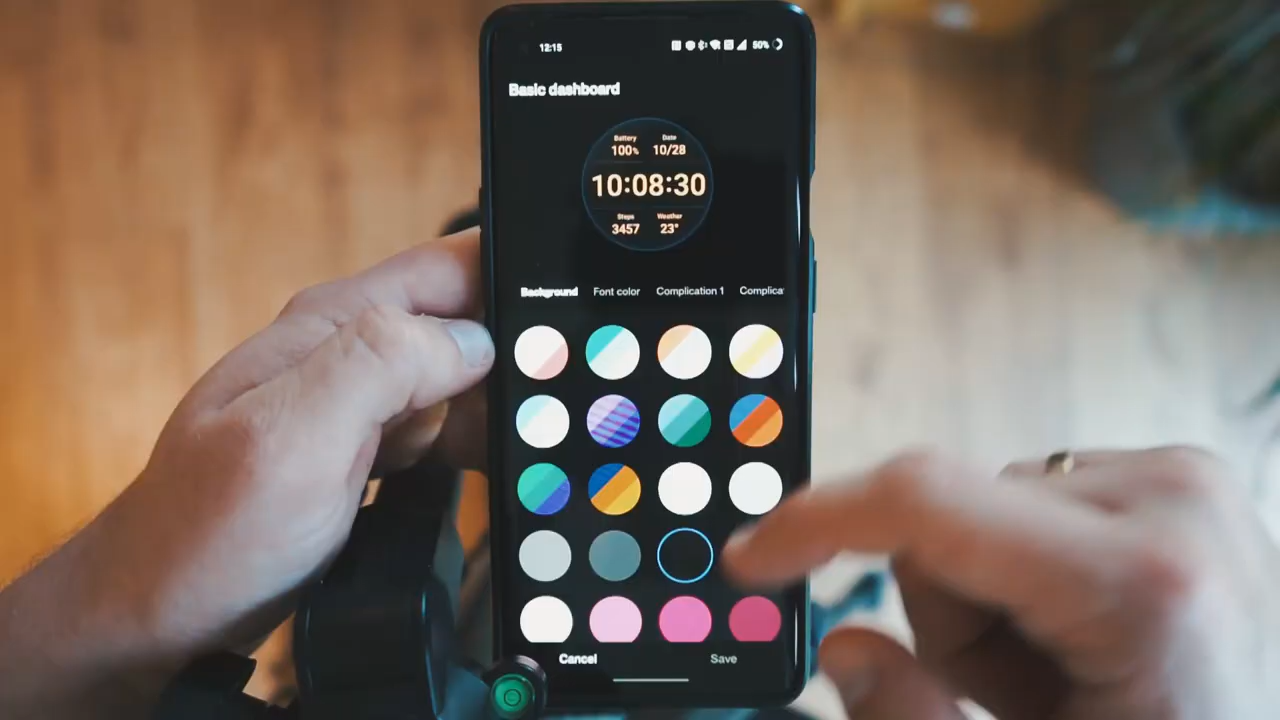 12:15 50%
Basic dashboard
Battery Date
100% 10/28
10:08:30
Steps Weather
3457 23°
Background Font color Complication 1 Complica
Cancel Save